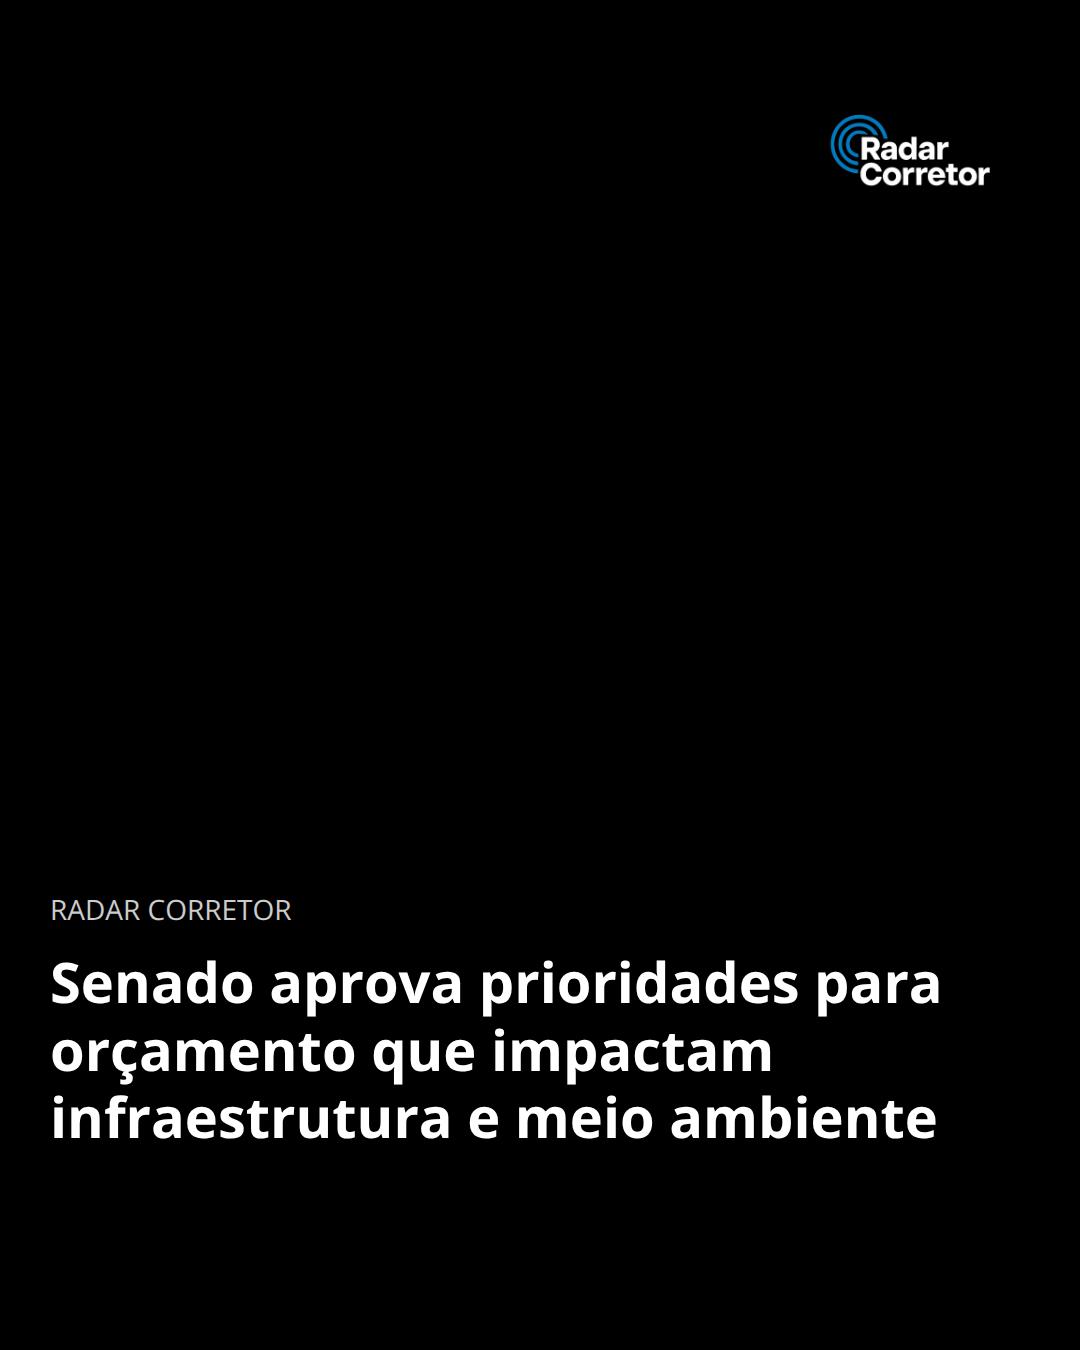 Radar
Corretor
RADAR CORRETOR
Senado aprova prioridades para
orçamento que impactam
infraestrutura e meio ambiente